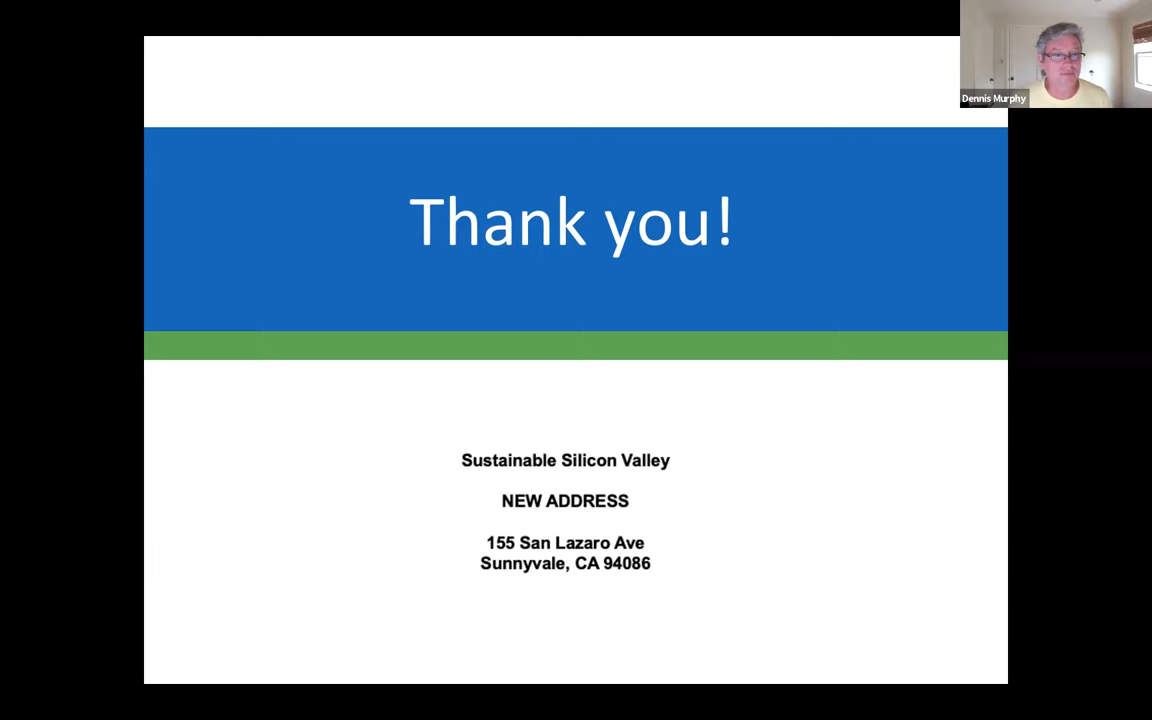 Dennis Murphy
Thank you!
Sustainable Silicon Valley
NEW ADDRESS
155 San Lazaro Ave
Sunnyvale, CA 94086